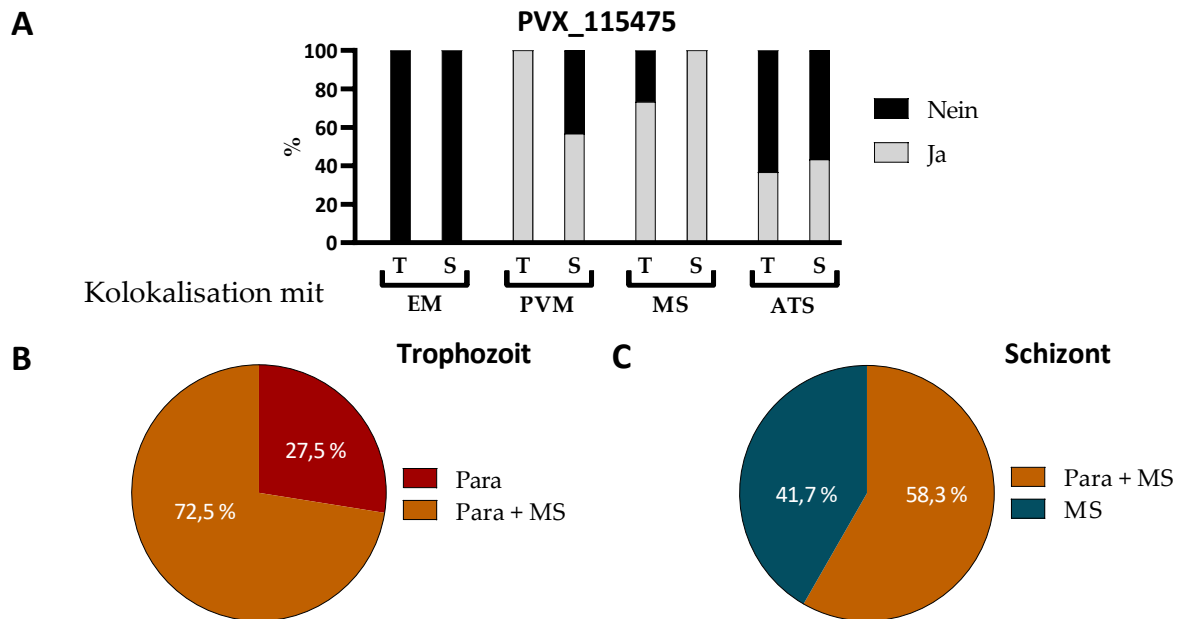 A
PVX_115475
100
80
60
40
20
0
%
Nein
Ja
T S T S T S T S
Kolokalisation mit
EM PVM MS ATS
B
Trophozoit
27,5 %
72,5 %
Para
Para + MS
C
Schizont
41,7 %
58,3 %
Para + MS
MS